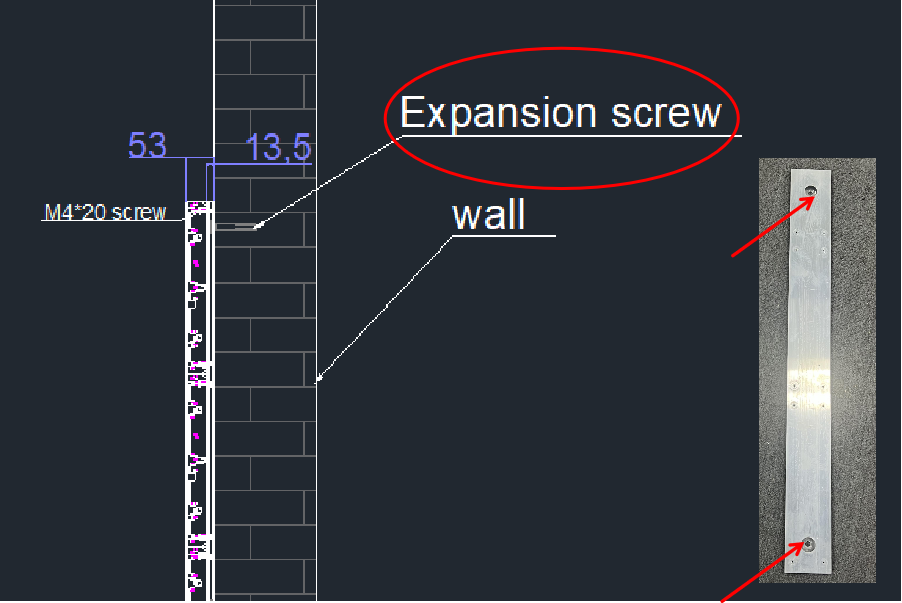 Expansion screw
53
13,5
M4*20 screw
wall